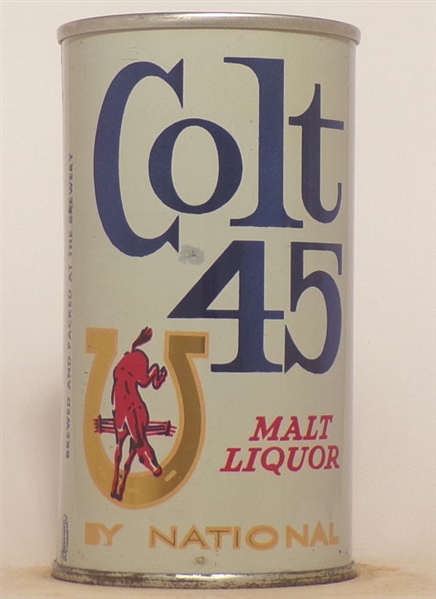 Colt
45
MALT
LIQUOR
BY NATIONAL
BREWED AND PACKED AT THE BREWERY